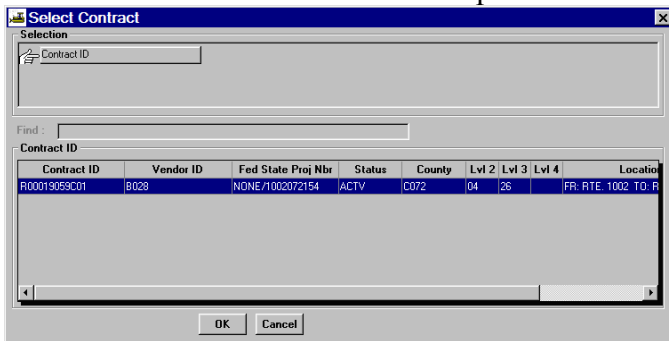 Select Contract
Selection
Contract ID
Find :
Contract ID
Contract ID Vendor ID Fed State Proj Nbr Status County Lvl 2 Lvl 3 Lvl 4 Location
R00019059C01 B028 NONE/1002072154 ACTV C072 04 26 FR: RTE. 1002 TO: R
OK Cancel